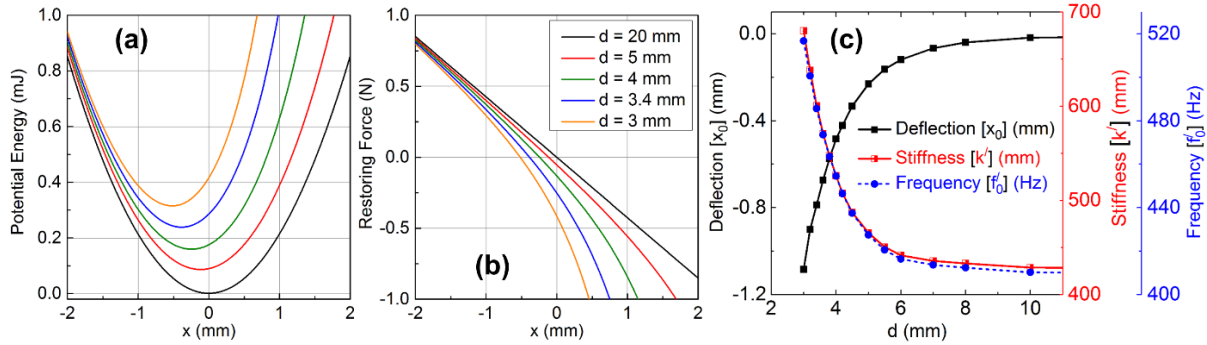 (a)
Potential Energy (mJ)
1.0
0.8
0.6
0.4
0.2
0.0
-2 -1 0 1 2
x (mm)
(b)
Restoring Force (N)
1.0
0.5
0.0
-0.5
-1.0
-2 -1 0 1 2
x (mm)
d = 20 mm
d = 5 mm
d = 4 mm
d = 3.4 mm
d = 3 mm
(c)
Deflection [x0] (mm)
0.0
-0.4
-0.8
-1.2
2 4 6 8 10
d (mm)
Deflection [x0] (mm)
Stiffness [k/] (mm)
Frequency [f/0] (Hz)
700
600
500
400
Stiffness [k/] (mm)
520
480
440
400
Frequency [f/0] (Hz)